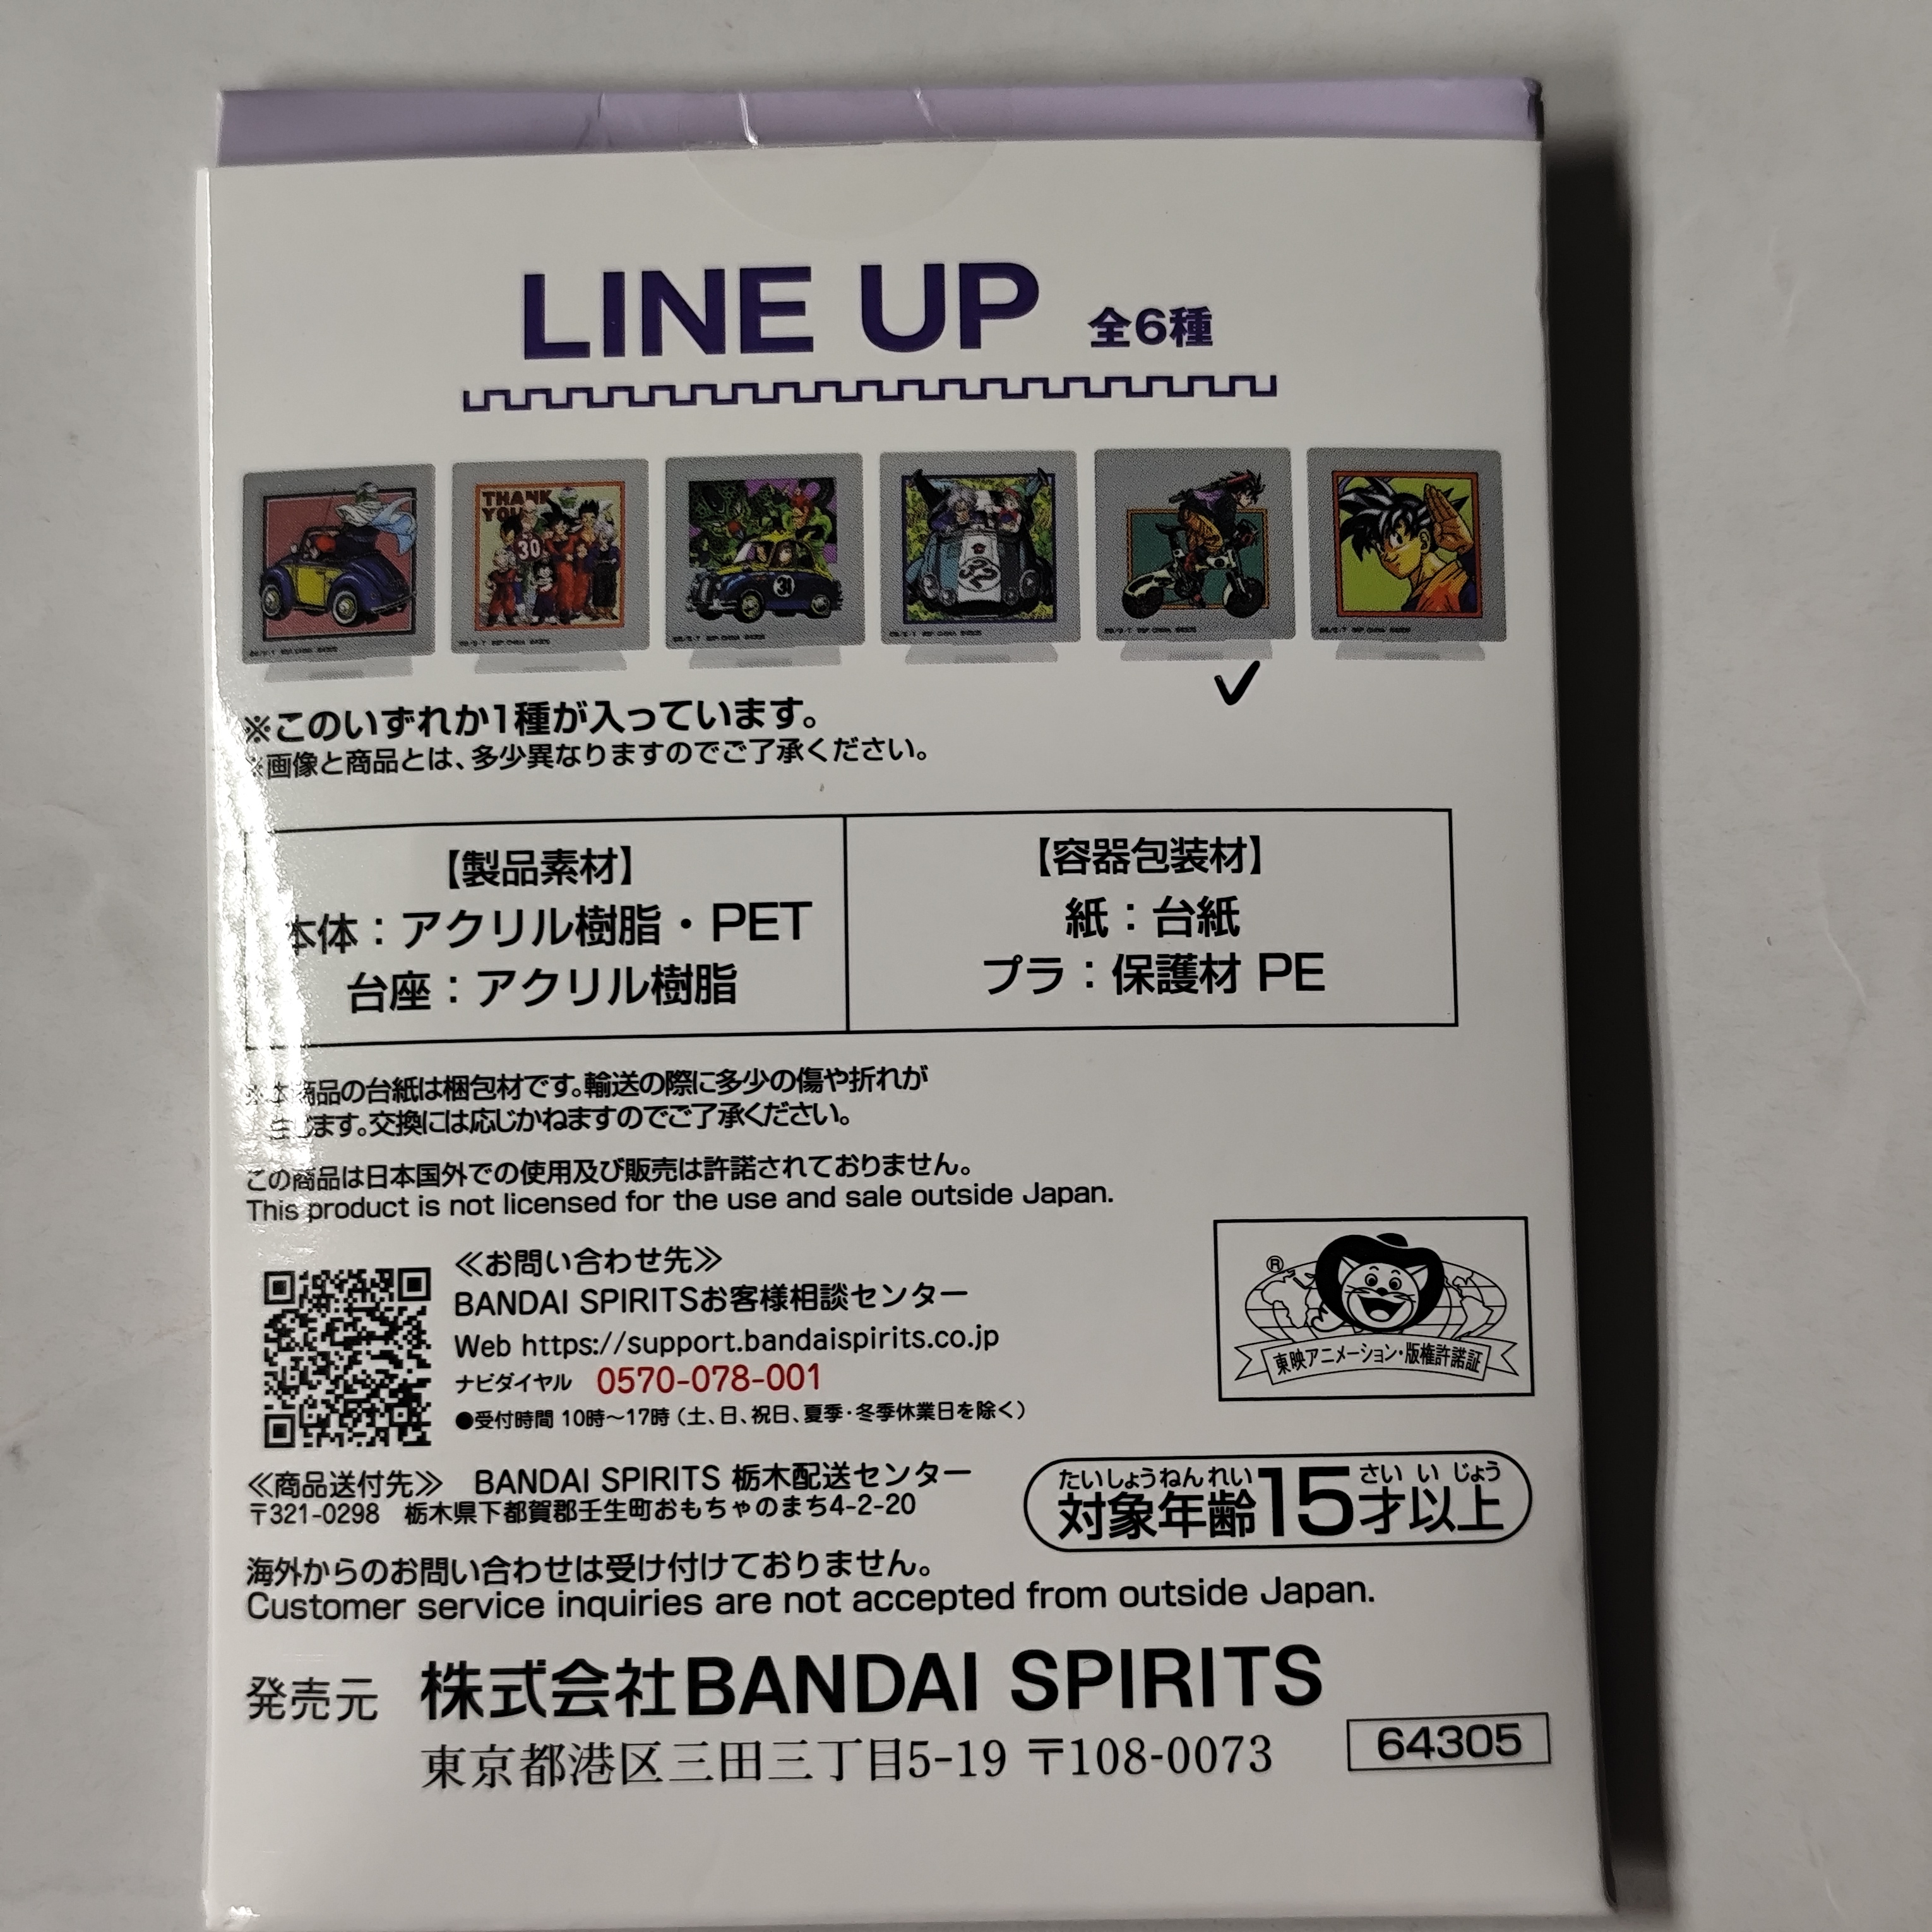 LINE UP 全6種
THANK
YOU
30
31
32
※このいずれか1種が入っています。
※画像と商品とは、多少異なりますのでご了承ください。
【製品素材】
本体：アクリル樹脂・PET
台座：アクリル樹脂
【容器包装材】
紙：台紙
プラ：保護材 PE
※本商品の台紙は梱包材です。輸送の際に多少の傷や折れが
生じます。交換には応じかねますのでご了承ください。
この商品は日本国外での使用及び販売は許諾されておりません。
This product is not licensed for the use and sale outside Japan.
≪お問い合わせ先≫
BANDAI SPIRITSお客様相談センター
Web https://support.bandaispirits.co.jp
ナビダイヤル 0570-078-001
●受付時間 10時～17時（土、日、祝日、夏季・冬季休業日を除く）
®
東映アニメーション・版権許諾証
≪商品送付先≫ BANDAI SPIRITS 栃木配送センター
〒321-0298 栃木県下都賀郡壬生町おもちゃのまち4-2-20
たいしょうねんれい さい い じょう
対象年齢15才以上
海外からのお問い合わせは受け付けておりません。
Customer service inquiries are not accepted from outside Japan.
発売元 株式会社BANDAI SPIRITS
東京都港区三田三丁目5-19 〒108-0073
64305